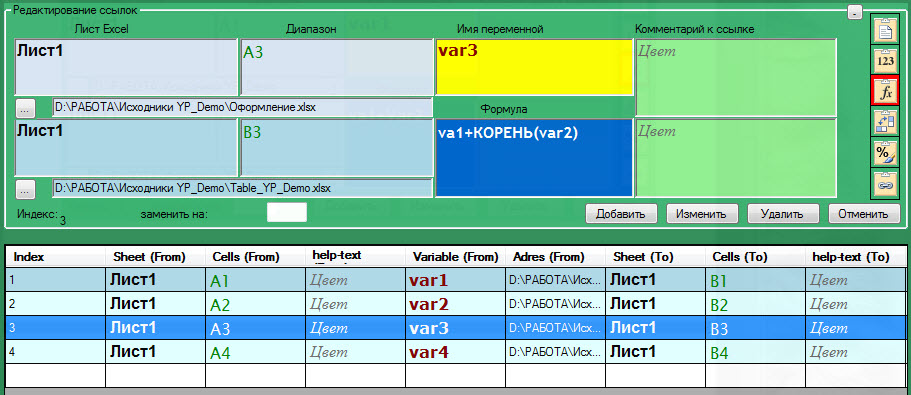 Редактирование ссылок
-
Лист Excel Диапазон Имя переменной Комментарий к ссылке
Лист1 A3 var3 Цвет
... D:\РАБОТА\Исходники YP_Demo\Оформление.xlsx Формула
Лист1 B3 va1+КОРЕНЬ(var2) Цвет
... D:\РАБОТА\Исходники YP_Demo\Table_YP_Demo.xlsx
123
fx
%
Индекс: 3 заменить на: Добавить Изменить Удалить Отменить
Index Sheet (From) Cells (From) help-text Variable (From) Adres (From) Sheet (To) Cells (To) help-text (To)
1 Лист1 A1 Цвет var1 D:\РАБОТА\Исх... Лист1 B1 Цвет
2 Лист1 A2 Цвет var2 D:\РАБОТА\Исх... Лист1 B2 Цвет
3 Лист1 A3 Цвет var3 D:\РАБОТА\Исх... Лист1 B3 Цвет
4 Лист1 A4 Цвет var4 D:\РАБОТА\Исх... Лист1 B4 Цвет